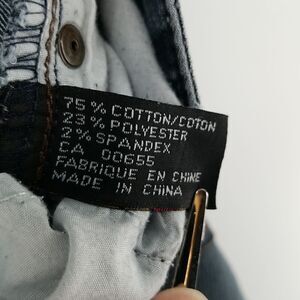 75% COTTON/COTON
23% POLYESTER
2% SPANDEX
CA 00655
FABRIQUE EN CHINE
MADE IN CHINA